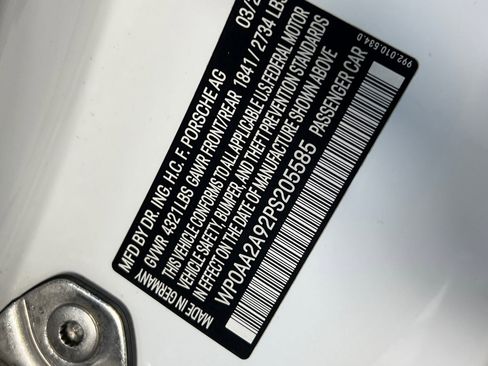 MFD BY DR. ING. H.C. F. PORSCHE AG 03/2
GVWR 4321 LBS GAWR FRONT/REAR 1841 / 2734 LBS
THIS VEHICLE CONFORMS TO ALL APPLICABLE U.S. FEDERAL MOTOR
VEHICLE SAFETY, BUMPER, AND THEFT PREVENTION STANDARDS
IN EFFECT ON THE DATE OF MANUFACTURE SHOWN ABOVE
WP0AA2A92PS205585 PASSENGER CAR
MADE IN GERMANY
992.010.634.0